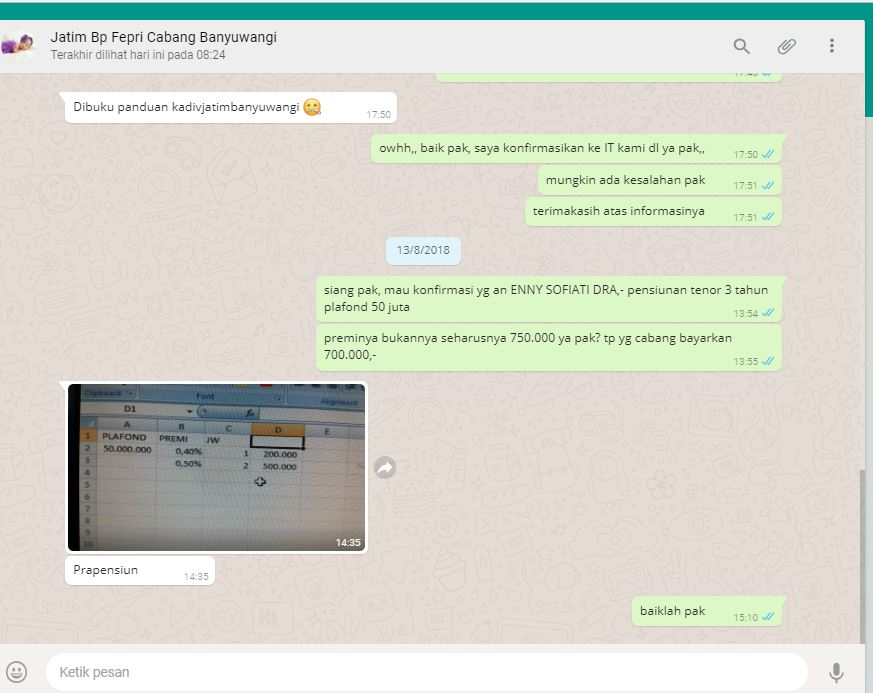 Jatim Bp Fepri Cabang Banyuwangi
Terakhir dilihat hari ini pada 08:24
17:45
Dibuku panduan kadivjatimbanyuwangi
17:50
owhh,, baik pak, saya konfirmasikan ke IT kami dl ya pak,,
17:50
mungkin ada kesalahan pak
17:51
terimakasih atas informasinya
17:51
13/8/2018
siang pak, mau konfirmasi yg an ENNY SOFIATI DRA,- pensiunan tenor 3 tahun
plafond 50 juta
13:54
preminya bukannya seharusnya 750.000 ya pak? tp yg cabang bayarkan
700.000,-
13:55
Clipboard Font Alignment
D1 fx
A B C D E
1 PLAFOND PREMI JW
2 50.000.000 0,40% 1 200.000
3 0,50% 2 500.000
4
5
6
7
8
9
10
14:35
Prapensiun
14:35
baiklah pak
15:10
Ketik pesan